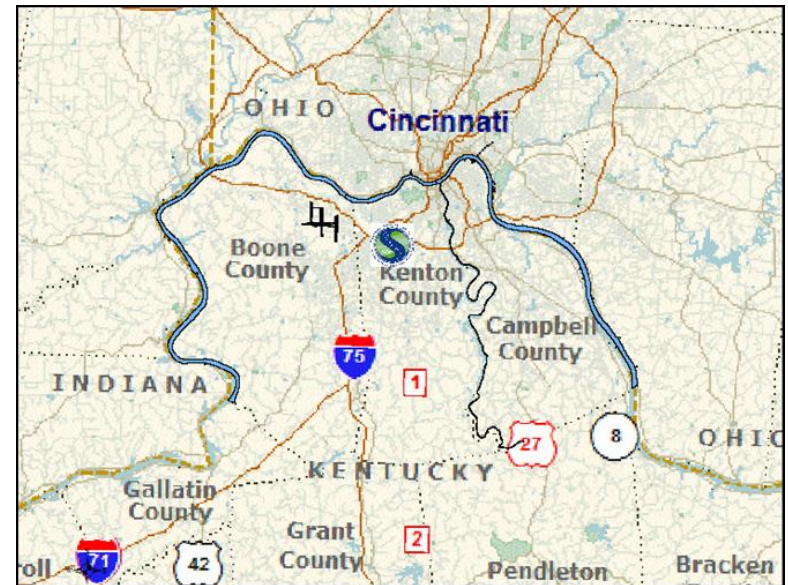 OHIO
Cincinnati
Boone
County
Kenton
County
Campbell
County
75
1
INDIANA
27
8
OHIO
KENTUCKY
Gallatin
County
Grant
County
2
71
42
Pendleton
Bracken